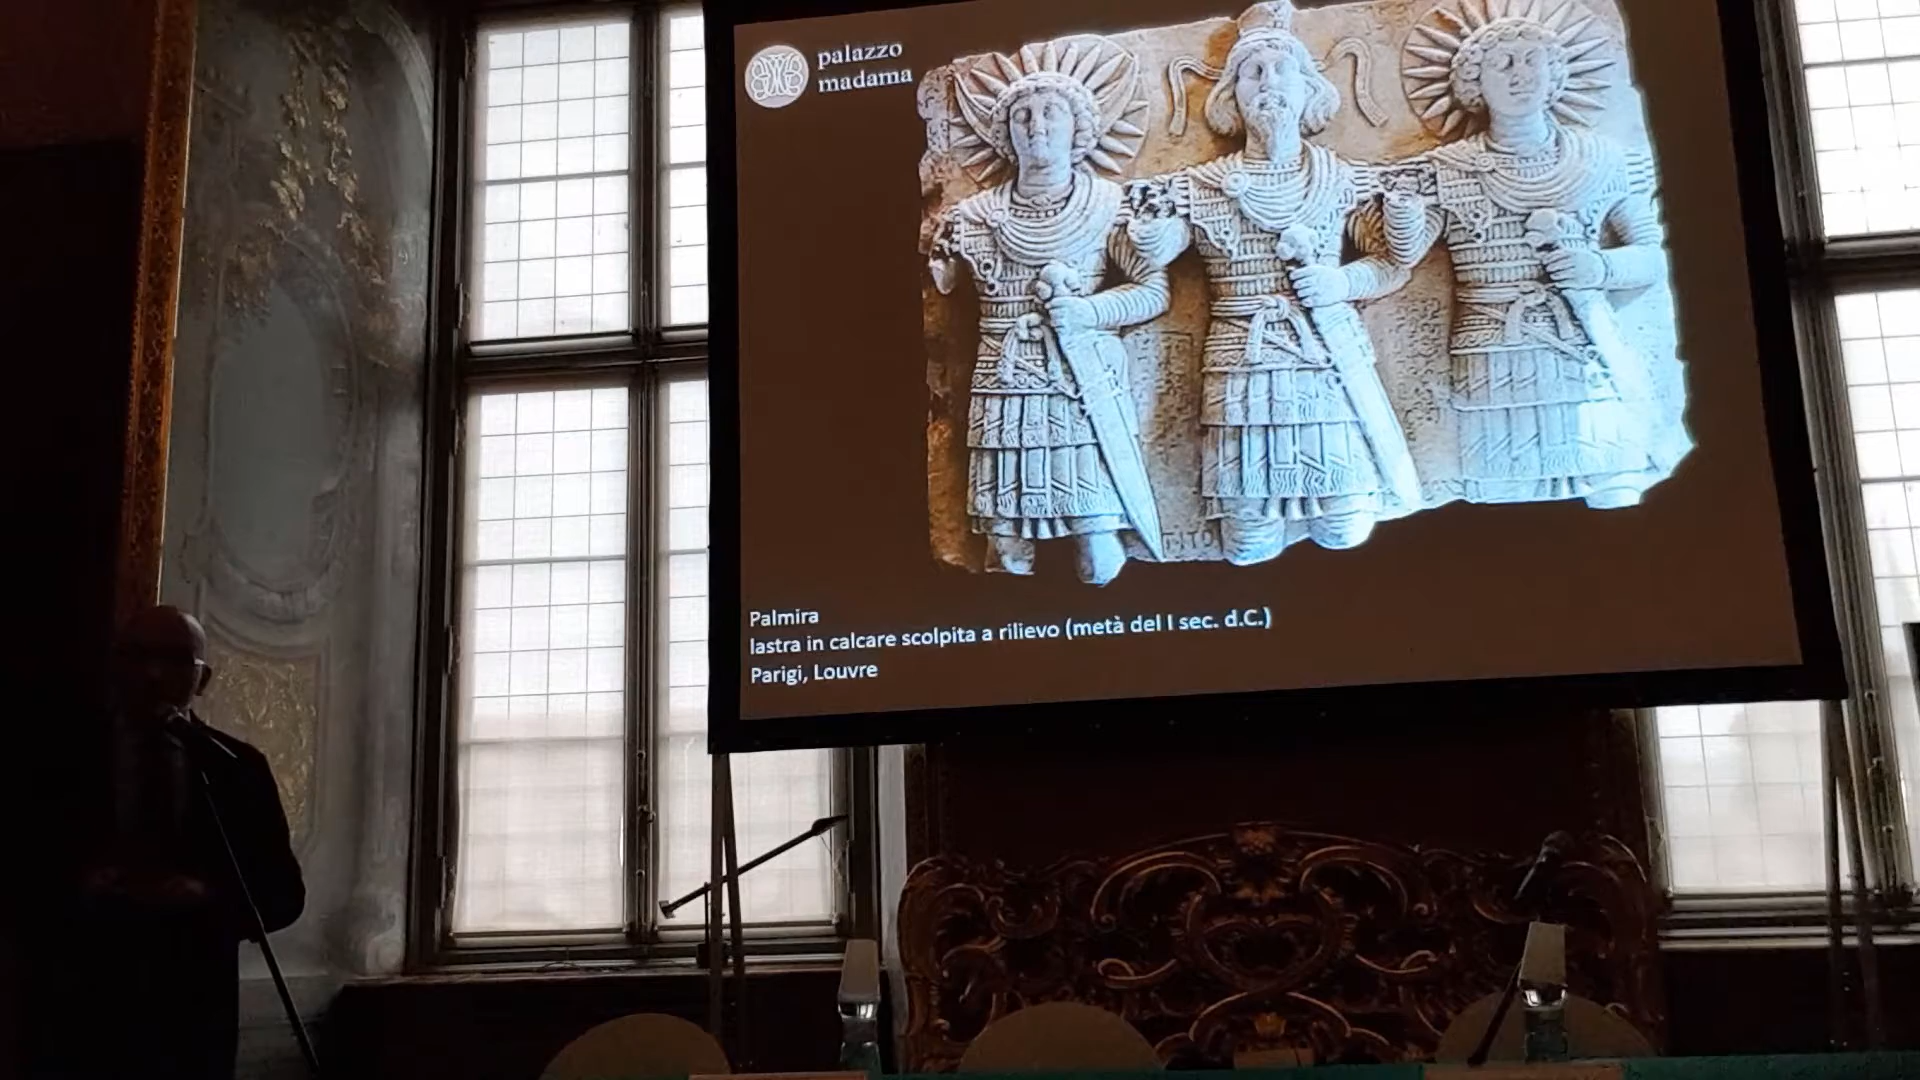 palazzo
madama
Palmira
lastra in calcare scolpita a rilievo (metà del I sec. d.C.)
Parigi, Louvre